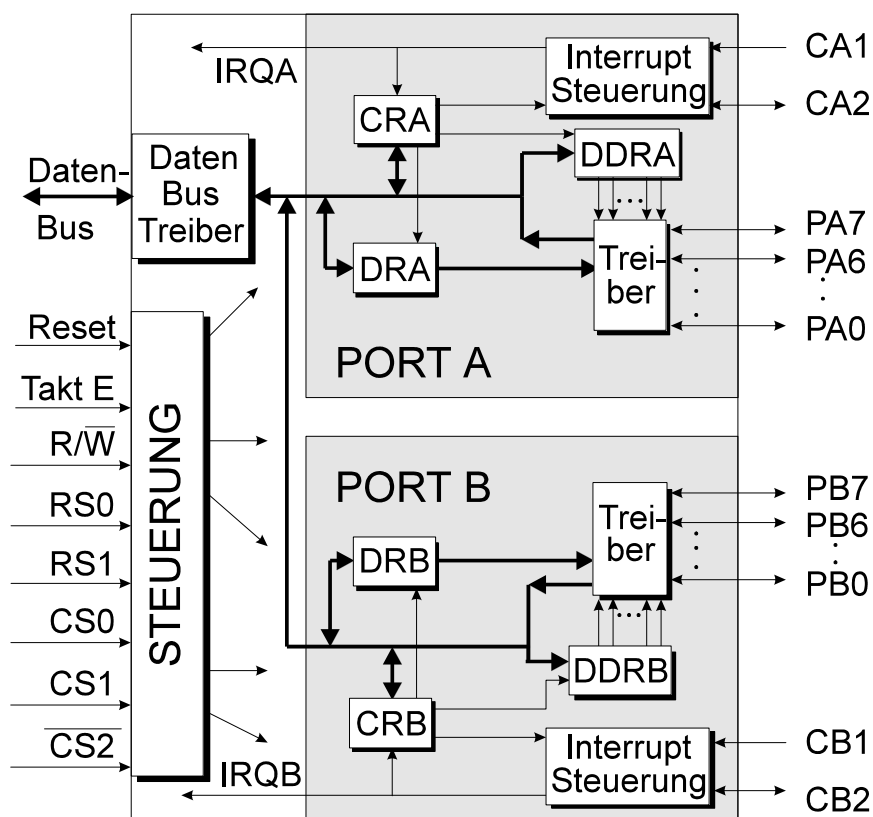 IRQA
Interrupt
Steuerung
CA1
CA2
CRA
DDRA
Daten-
Bus
Daten
Bus
Treiber
DRA
Trei-
ber
PA7
PA6
PA0
PORT A
Reset
Takt E
R/W̅
RS0
RS1
CS0
CS1
C̅S̅2̅
STEUERUNG
PORT B
DRB
Trei-
ber
PB7
PB6
PB0
DDRB
CRB
Interrupt
Steuerung
CB1
CB2
IRQB